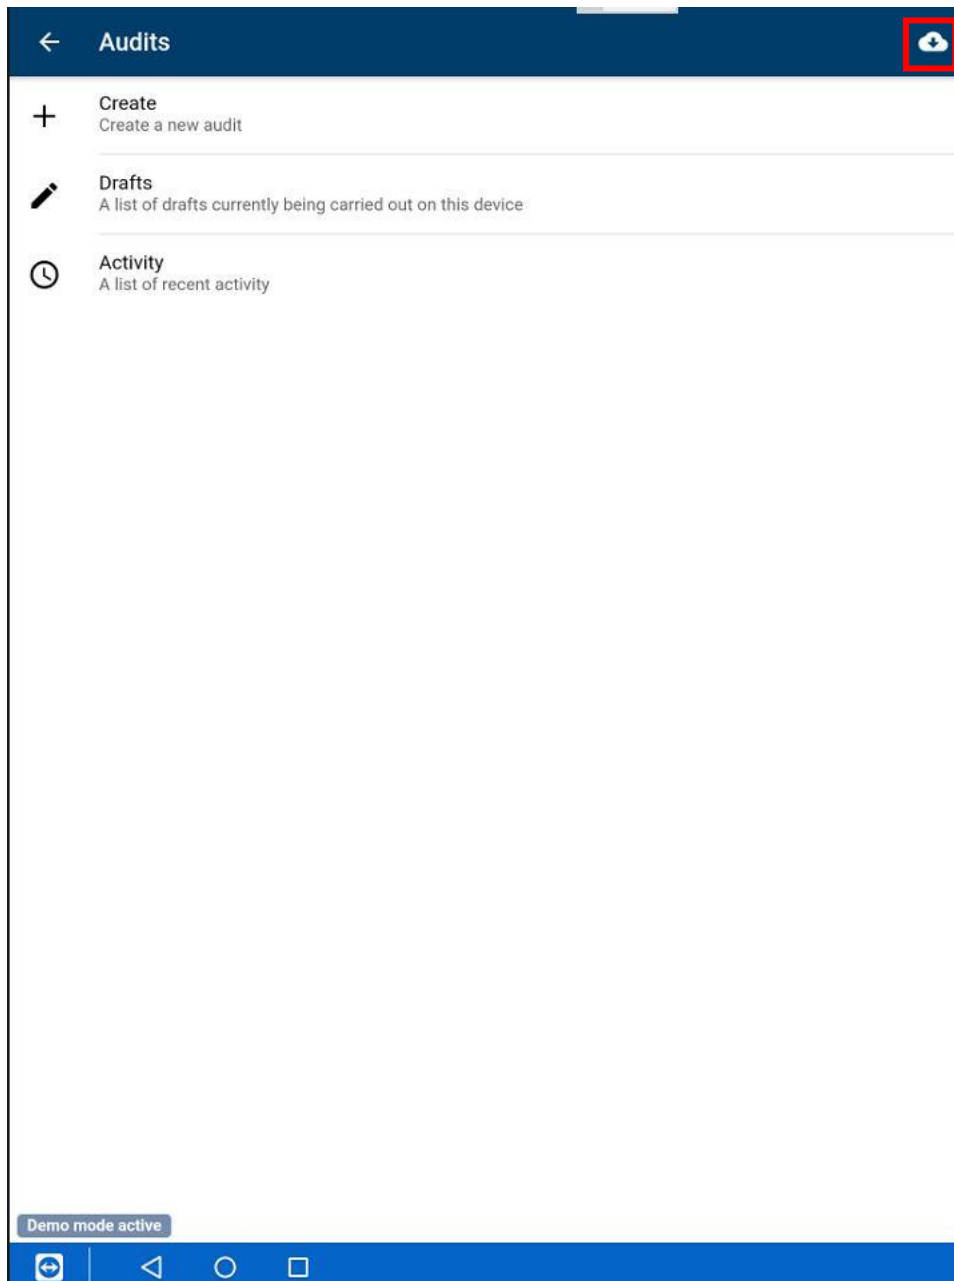 Audits
Create
Create a new audit
Drafts
A list of drafts currently being carried out on this device
Activity
A list of recent activity
Demo mode active